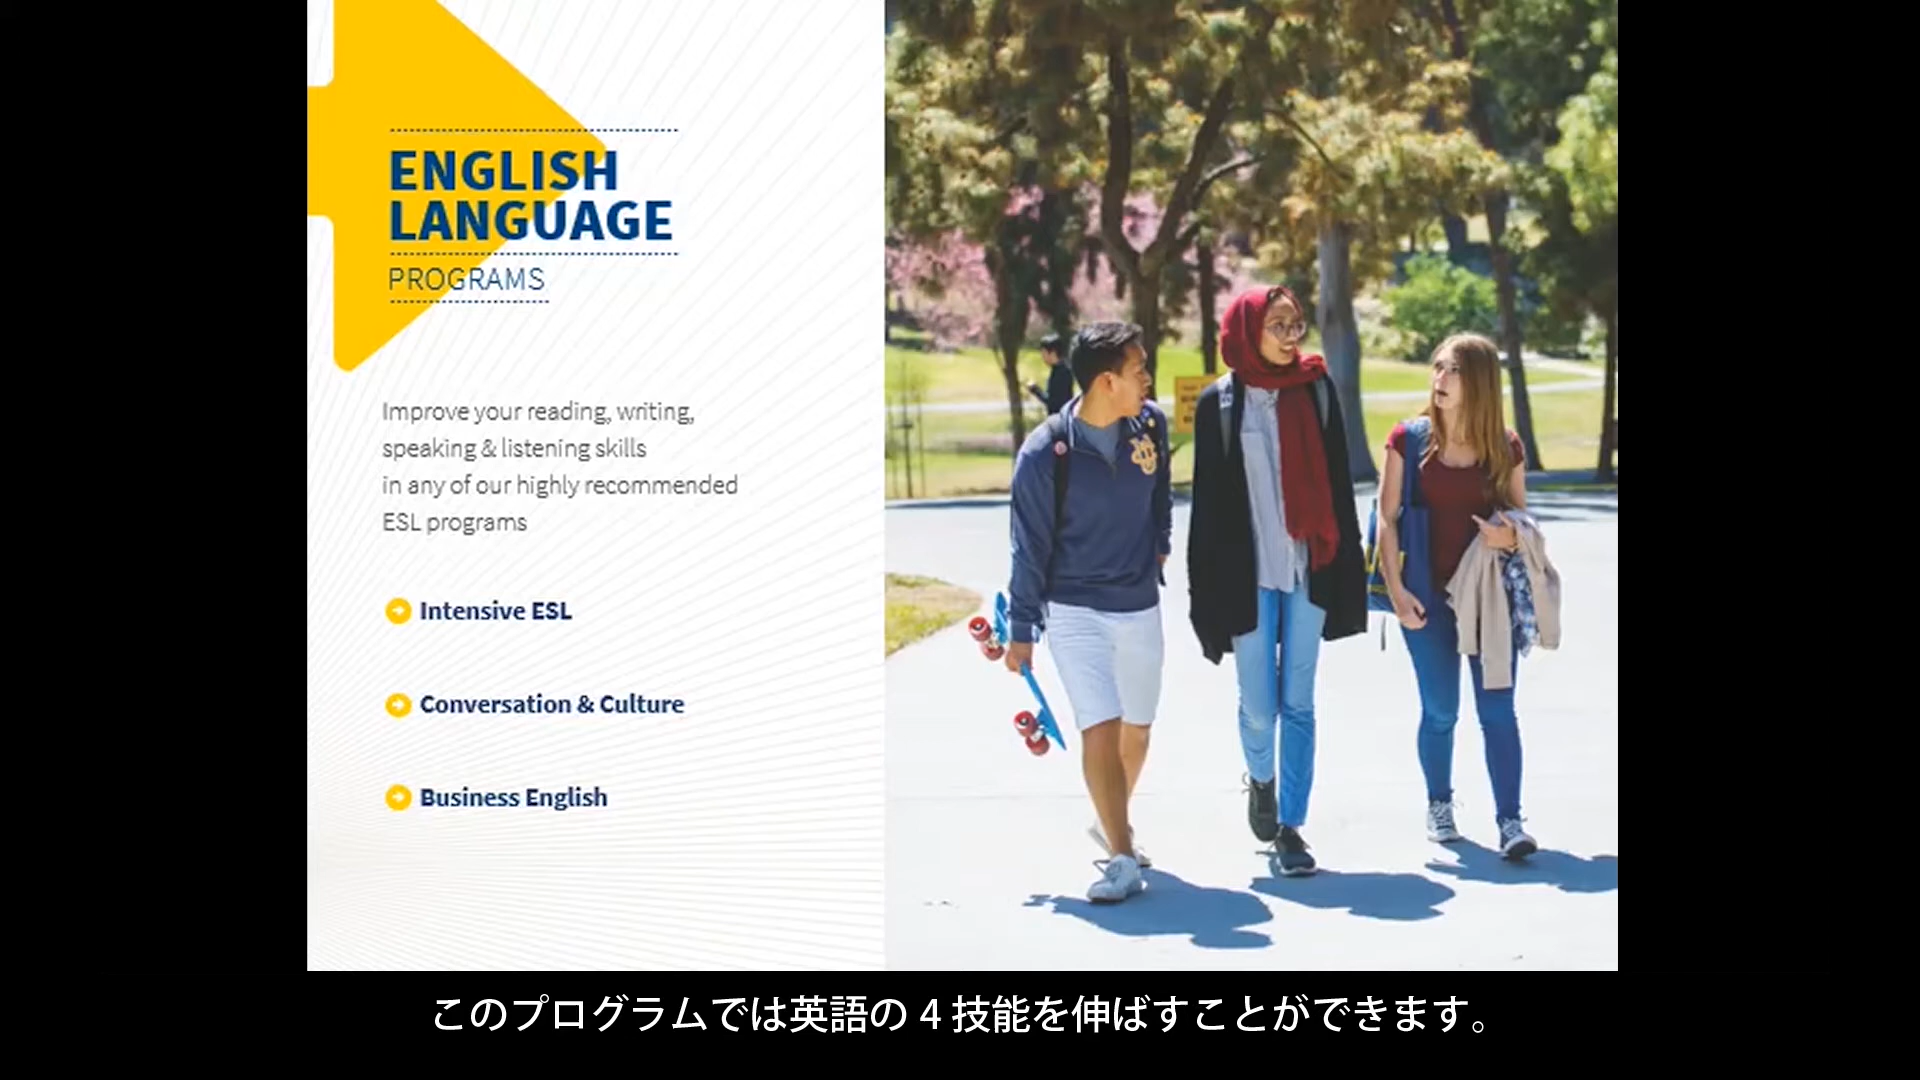 ENGLISH
LANGUAGE
PROGRAMS
Improve your reading, writing,
speaking & listening skills
in any of our highly recommended
ESL programs
Intensive ESL
Conversation & Culture
Business English
このプログラムでは英語の 4 技能を伸ばすことができます。